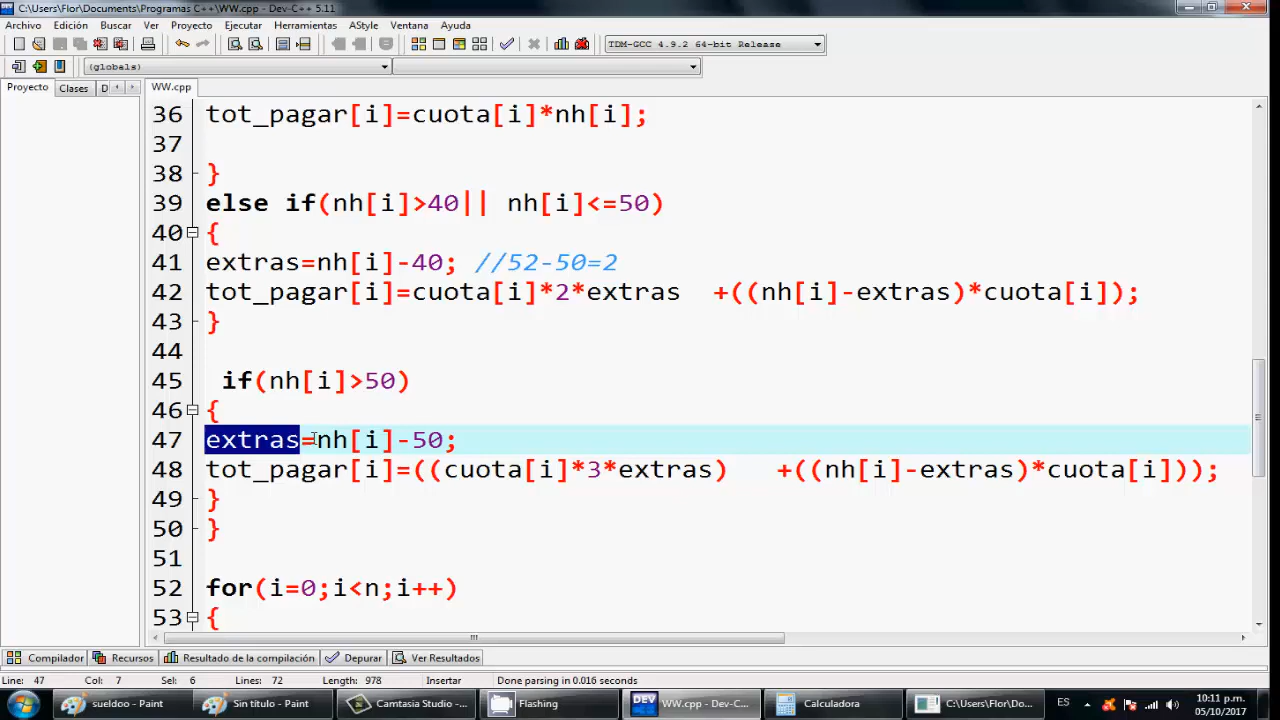 C:\Users\Flor\Documents\Programas C++\WW.cpp - Dev-C++ 5.11
Archivo Edición Buscar Ver Proyecto Ejecutar Herramientas AStyle Ventana Ayuda
TDM-GCC 4.9.2 64-bit Release
(globals)
Proyecto Clases D WW.cpp
36 tot_pagar[i]=cuota[i]*nh[i];
37
38 }
39 else if(nh[i]>40|| nh[i]<=50)
40 {
41 extras=nh[i]-40; //52-50=2
42 tot_pagar[i]=cuota[i]*2*extras +((nh[i]-extras)*cuota[i]);
43 }
44
45 if(nh[i]>50)
46 {
47 extras=nh[i]-50;
48 tot_pagar[i]=((cuota[i]*3*extras) +((nh[i]-extras)*cuota[i]));
49 }
50 }
51
52 for(i=0;i<n;i++)
53 {
Compilador Recursos Resultado de la compilación Depurar Ver Resultados
Line: 47 Col: 7 Sel: 6 Lines: 72 Length: 978 Insertar Done parsing in 0.016 seconds
sueldoo - Paint Sin título - Paint Camtasia Studio -... Flashing DEV WW.cpp - Dev-C... Calculadora C:\Users\Flor\Do... ES 10:11 p.m.
05/10/2017